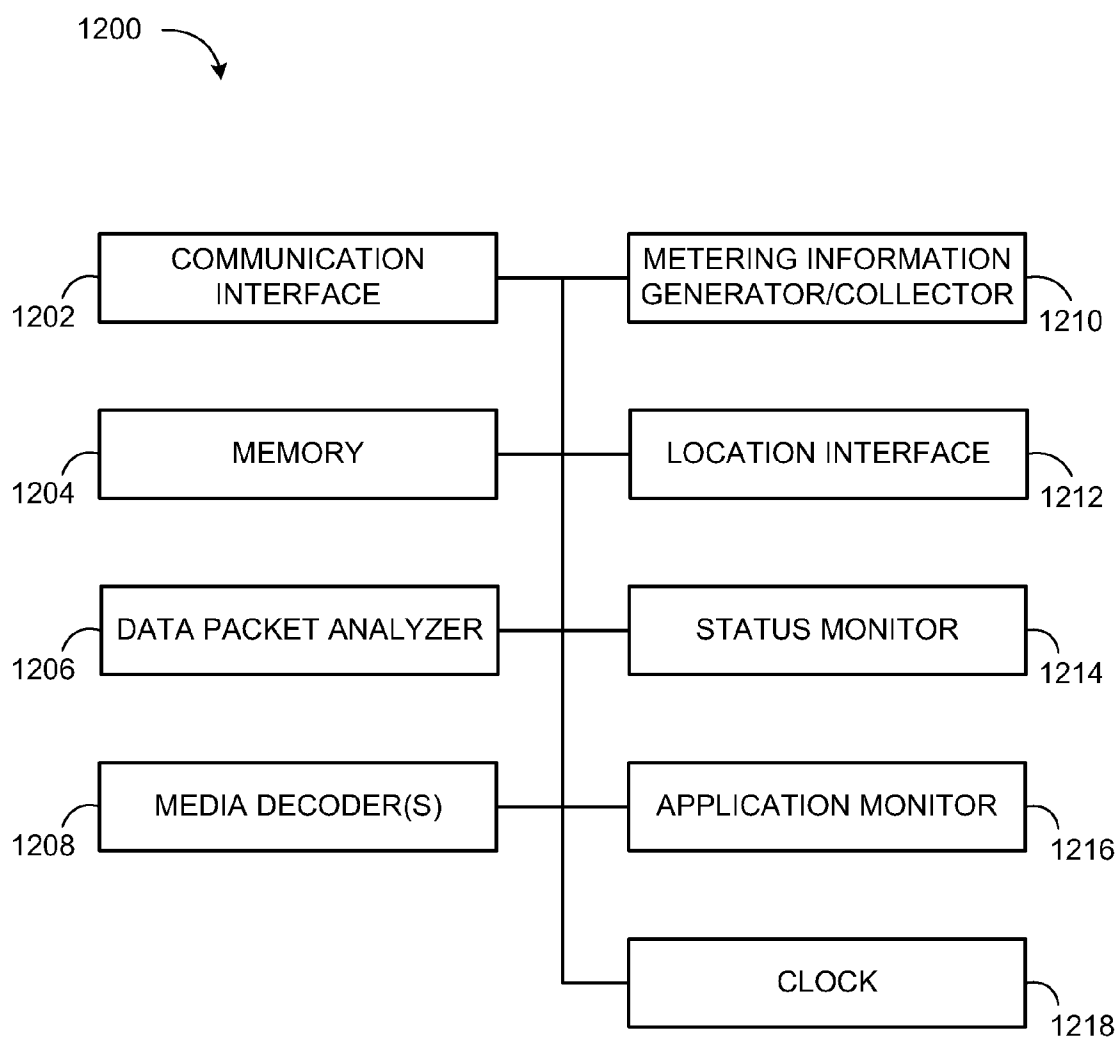 1200
COMMUNICATION
INTERFACE
1202
METERING INFORMATION
GENERATOR/COLLECTOR
1210
MEMORY
1204
LOCATION INTERFACE
1212
DATA PACKET ANALYZER
1206
STATUS MONITOR
1214
MEDIA DECODER(S)
1208
APPLICATION MONITOR
1216
CLOCK
1218